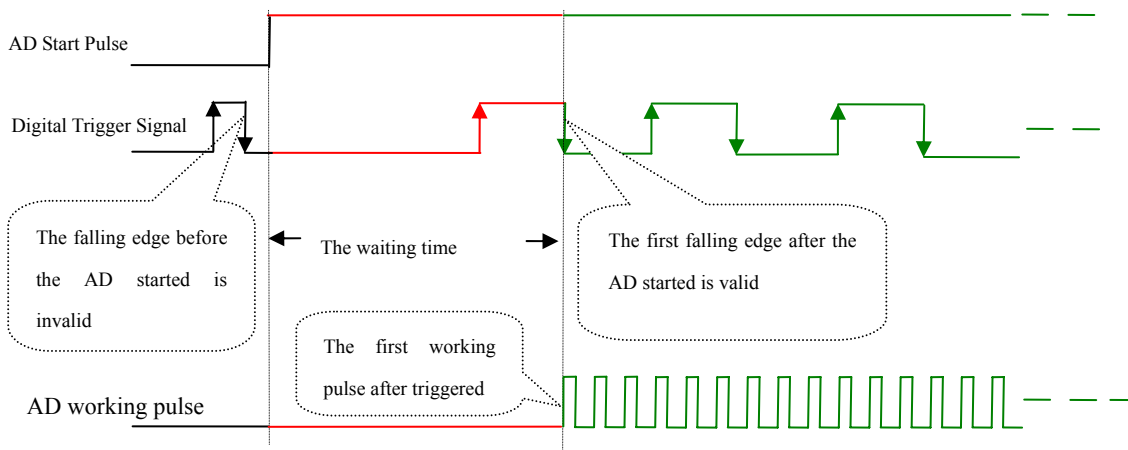 AD Start Pulse
Digital Trigger Signal
The falling edge before
the AD started is
invalid
The waiting time
The first falling edge after the
AD started is valid
The first working
pulse after triggered
AD working pulse